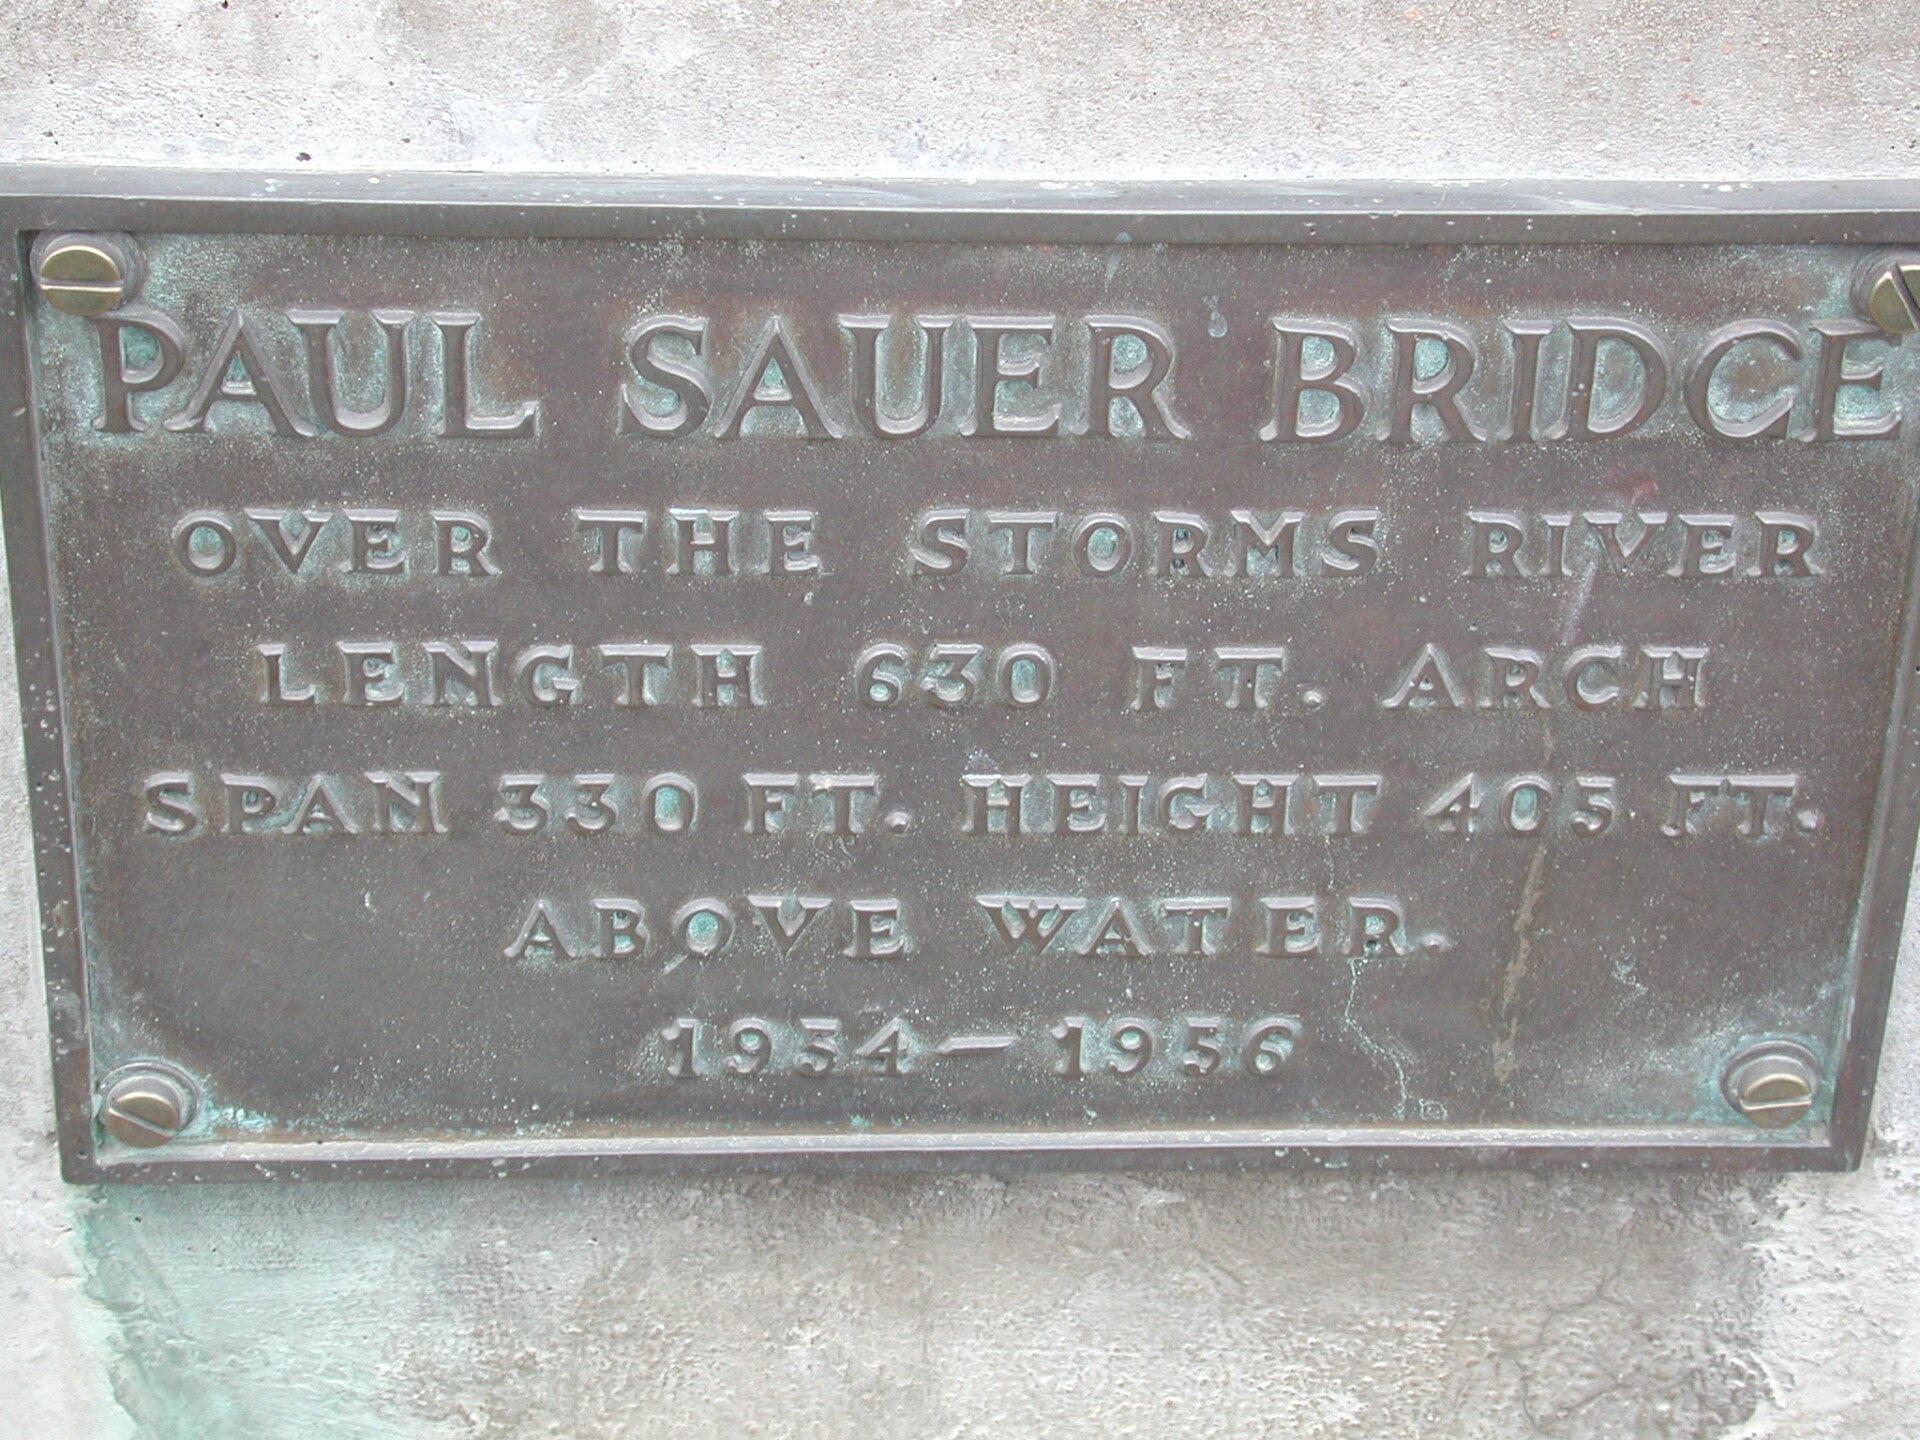 PAUL SAUER BRIDGE
OVER THE STORMS RIVER
LENGTH 630 FT. ARCH
SPAN 330 FT. HEIGHT 405 FT.
ABOVE WATER.
1954-1956